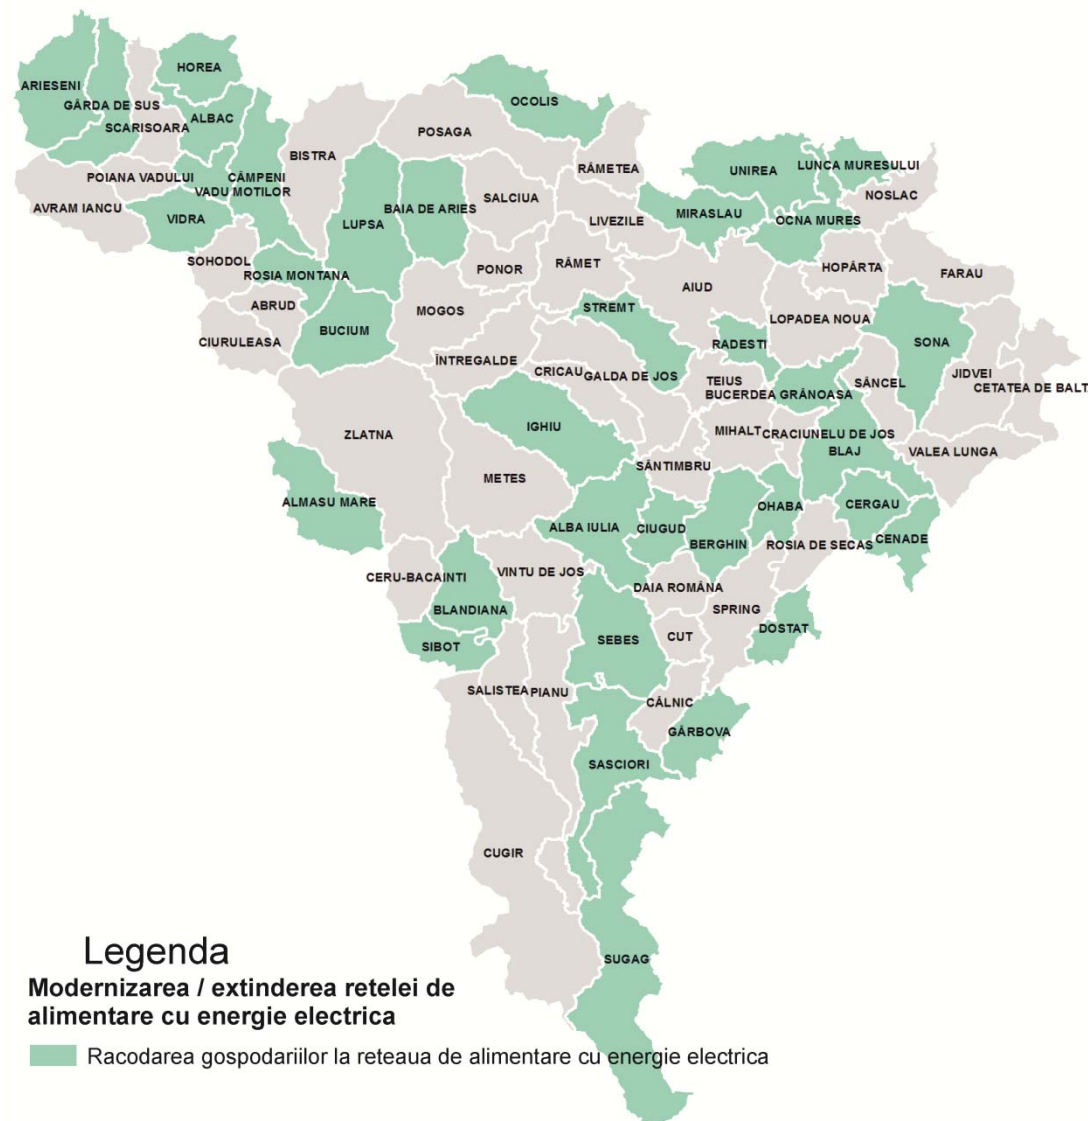 HOREA
ARIESENI
OCOLIS
GÂRDA DE SUS
ALBAC
SCARISOARA
POSAGA
BISTRA
RÂMETEA
UNIREA
LUNCA MURESULUI
POIANA VADULUI
CÂMPENI
VADU MOTILOR
SALCIUA
NOSLAC
AVRAM IANCU
BAIA DE ARIES
VIDRA
LUPSA
LIVEZILE
MIRASLAU
OCNA MURES
SOHODOL
ROSIA MONTANA
PONOR
RÂMET
HOPÂRTA
FARAU
AIUD
ABRUD
MOGOS
STREMT
LOPADEA NOUA
BUCIUM
CIURULEASA
RADESTI
SONA
ÎNTREGALDE
CRICAU
GALDA DE JOS
TEIUS
SÂNCEL
JIDVEI
BUCERDEA GRÂNOASA
CETATEA DE BALT
IGHIU
ZLATNA
MIHALT
CRACIUNELU DE JOS
BLAJ
VALEA LUNGA
SÂNTIMBRU
METES
ALMASU MARE
OHABA
CERGAU
ALBA IULIA
CIUGUD
BERGHIN
ROSIA DE SECAS
CENADE
CERU-BACAINTI
VINTU DE JOS
DAIA ROMÂNA
BLANDIANA
SPRING
DOSTAT
SIBOT
SEBES
CUT
SALISTEA
PIANU
CÂLNIC
GÂRBOVA
SASCIORI
CUGIR
SUGAG
Legenda
Modernizarea / extinderea retelei de
alimentare cu energie electrica
Racodarea gospodariilor la reteaua de alimentare cu energie electrica